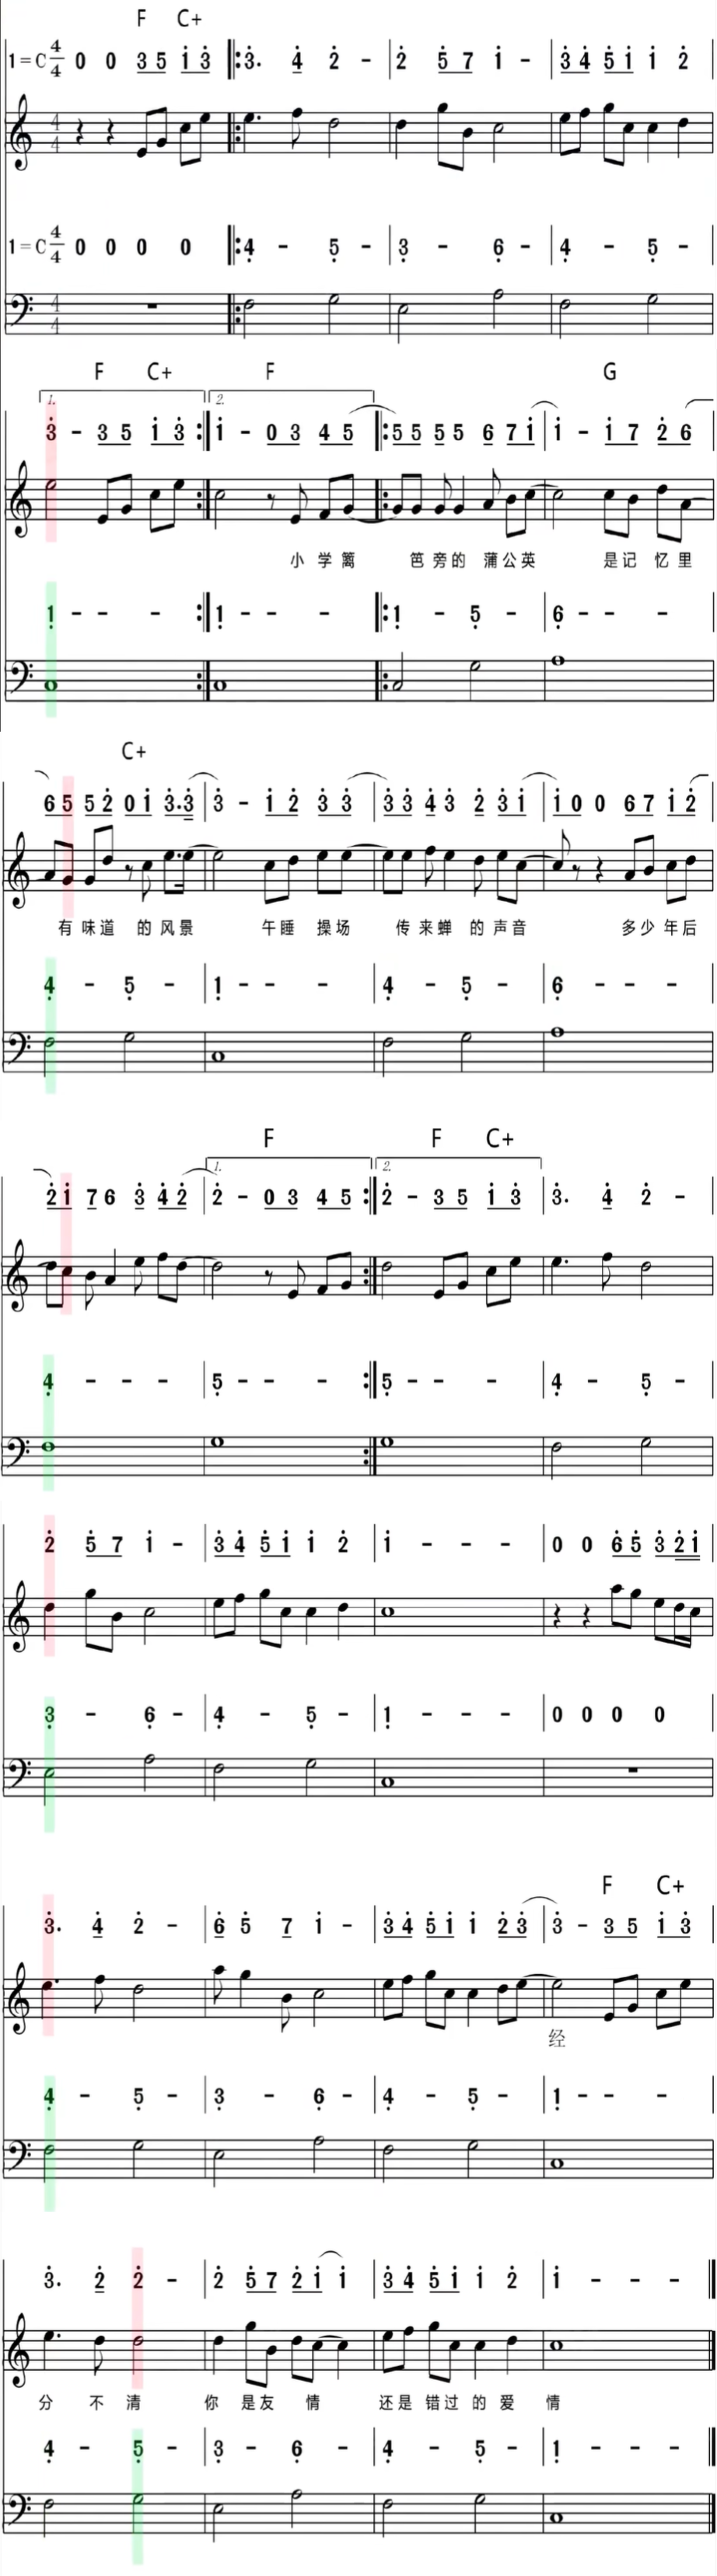 F C+
1=C 4/4 0 0 3 5 1̇ 3̇ ‖: 3̇. 4̇ 2̇ - | 2̇ 5̇ 7 1̇ - | 3̇ 4̇ 5̇ 1̇ 1̇ 2̇ |
4 4
1=C 4/4 0 0 0 0 ‖: 4̣ - 5̣ - | 3̣ - 6̣ - | 4̣ - 5̣ - |
4 4
F C+ F G
1. 2.
3̇ - 3 5 1̇ 3̇ :‖ 1̇ - 0 3 4 5 ‖: 5 5 5 5 6 7 1̇ | 1̇ - 1̇ 7 2̇ 6 |
小 学 篱 笆 旁 的 蒲 公 英 是 记 忆 里
1̣ - - - :‖ 1̣ - - - ‖: 1̣ - 5̣ - | 6̣ - - - |
C+
6 5 5 2̇ 0 1̇ 3̇. 3̇ | 3̇ - 1̇ 2̇ 3̇ 3̇ | 3̇ 3̇ 4̇ 3̇ 2̇ 3̇ 1̇ | 1̇ 0 0 6 7 1̇ 2̇ |
有 味 道 的 风 景 午 睡 操 场 传 来 蝉 的 声 音 多 少 年 后
4̣ - 5̣ - | 1̣ - - - | 4̣ - 5̣ - | 6̣ - - - |
F F C+
1. 2.
2̇ 1̇ 7 6 3̇ 4̇ 2̇ | 2̇ - 0 3 4 5 :‖ 2̇ - 3 5 1̇ 3̇ | 3̇. 4̇ 2̇ - |
4̣ - - - | 5̣ - - - :‖ 5̣ - - - | 4̣ - 5̣ - |
2̇ 5̇ 7 1̇ - | 3̇ 4̇ 5̇ 1̇ 1̇ 2̇ | 1̇ - - - | 0 0 6̇ 5̇ 3̇ 2̇ 1̇ |
3̣ - 6̣ - | 4̣ - 5̣ - | 1̣ - - - | 0 0 0 0 |
F C+
3̇. 4̇ 2̇ - | 6̇ 5̇ 7 1̇ - | 3̇ 4̇ 5̇ 1̇ 1̇ 2̇ 3̇ | 3̇ - 3 5 1̇ 3̇ |
经
4̣ - 5̣ - | 3̣ - 6̣ - | 4̣ - 5̣ - | 1̣ - - - |
3̇. 2̇ 2̇ - | 2̇ 5̇ 7 2̇ 1̇ 1̇ | 3̇ 4̇ 5̇ 1̇ 1̇ 2̇ | 1̇ - - - ‖
分 不 清 你 是 友 情 还 是 错 过 的 爱 情
4̣ - 5̣ - | 3̣ - 6̣ - | 4̣ - 5̣ - | 1̣ - - - ‖